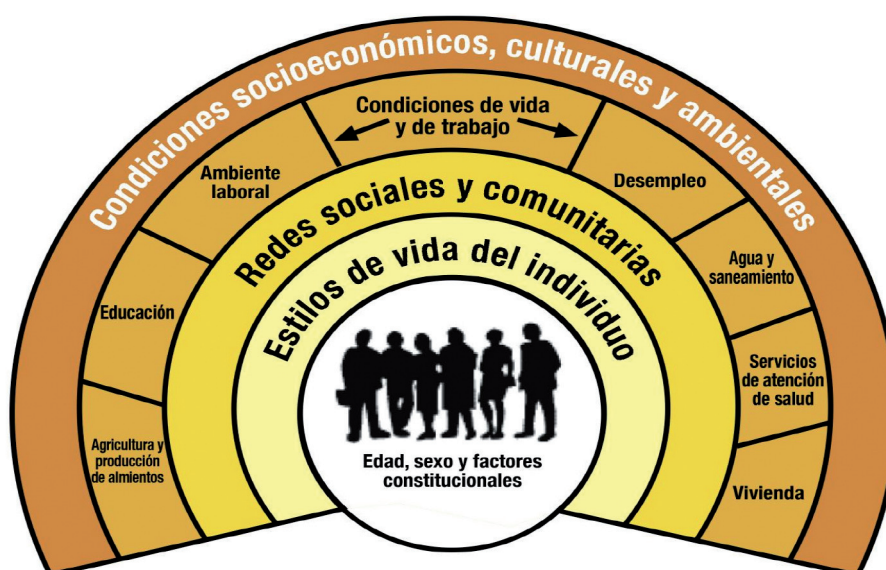 Condiciones socioeconómicos, culturales y ambientales
Condiciones de vida
y de trabajo
Ambiente
laboral
Desempleo
Redes sociales y comunitarias
Agua y
saneamiento
Estilos de vida del individuo
Educación
Servicios
de atención
de salud
Agricultura y
producción
de almientos
Edad, sexo y factores
constitucionales
Vivienda